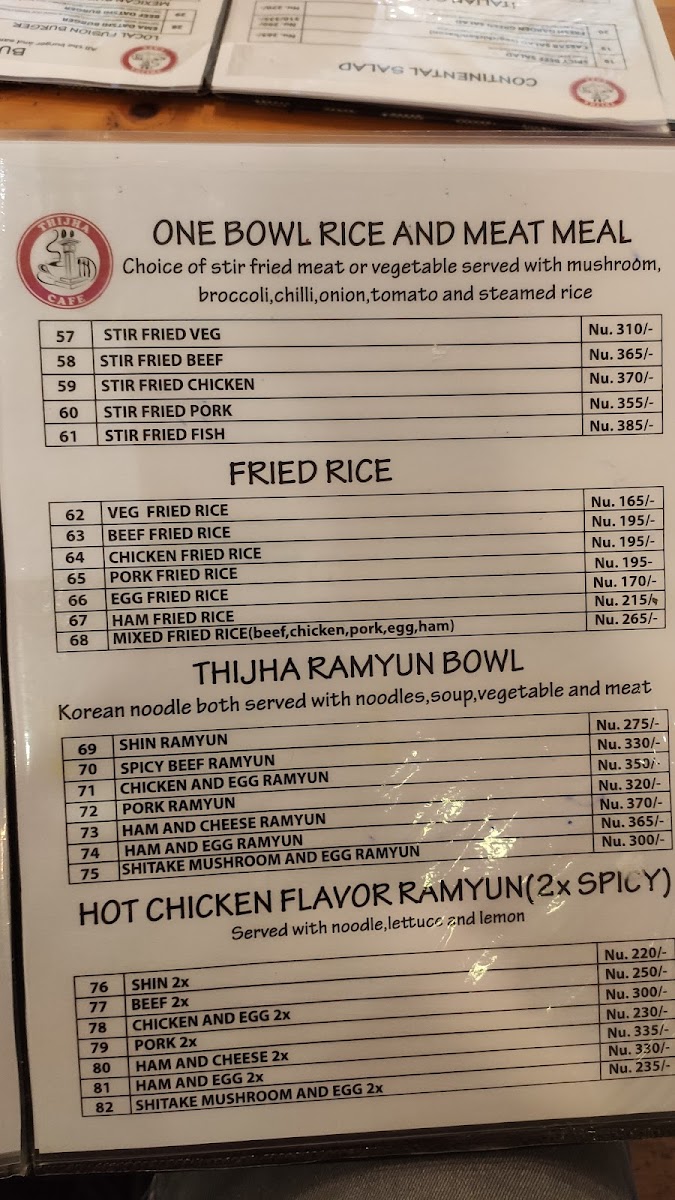 LOCAL FUSION BURGER
CONTINENTAL SALAD
THIJHA
CAFE
ONE BOWL RICE AND MEAT MEAL
Choice of stir fried meat or vegetable served with mushroom,
broccoli,chilli,onion,tomato and steamed rice
57 STIR FRIED VEG Nu. 310/-
58 STIR FRIED BEEF Nu. 365/-
59 STIR FRIED CHICKEN Nu. 370/-
60 STIR FRIED PORK Nu. 355/-
61 STIR FRIED FISH Nu. 385/-
FRIED RICE
62 VEG FRIED RICE Nu. 165/-
63 BEEF FRIED RICE Nu. 195/-
64 CHICKEN FRIED RICE Nu. 195/-
65 PORK FRIED RICE Nu. 195-
66 EGG FRIED RICE Nu. 170/-
67 HAM FRIED RICE Nu. 215/-
68 MIXED FRIED RICE(beef,chicken,pork,egg,ham) Nu. 265/-
THIJHA RAMYUN BOWL
Korean noodle both served with noodles,soup,vegetable and meat
69 SHIN RAMYUN Nu. 275/-
70 SPICY BEEF RAMYUN Nu. 330/-
71 CHICKEN AND EGG RAMYUN Nu. 350/-
72 PORK RAMYUN Nu. 320/-
73 HAM AND CHEESE RAMYUN Nu. 370/-
74 HAM AND EGG RAMYUN Nu. 365/-
75 SHITAKE MUSHROOM AND EGG RAMYUN Nu. 300/-
HOT CHICKEN FLAVOR RAMYUN(2x SPICY)
Served with noodle,lettuce and lemon
76 SHIN 2x Nu. 220/-
77 BEEF 2x Nu. 250/-
78 CHICKEN AND EGG 2x Nu. 300/-
79 PORK 2x Nu. 230/-
80 HAM AND CHEESE 2x Nu. 335/-
81 HAM AND EGG 2x Nu. 330/-
82 SHITAKE MUSHROOM AND EGG 2x Nu. 235/-